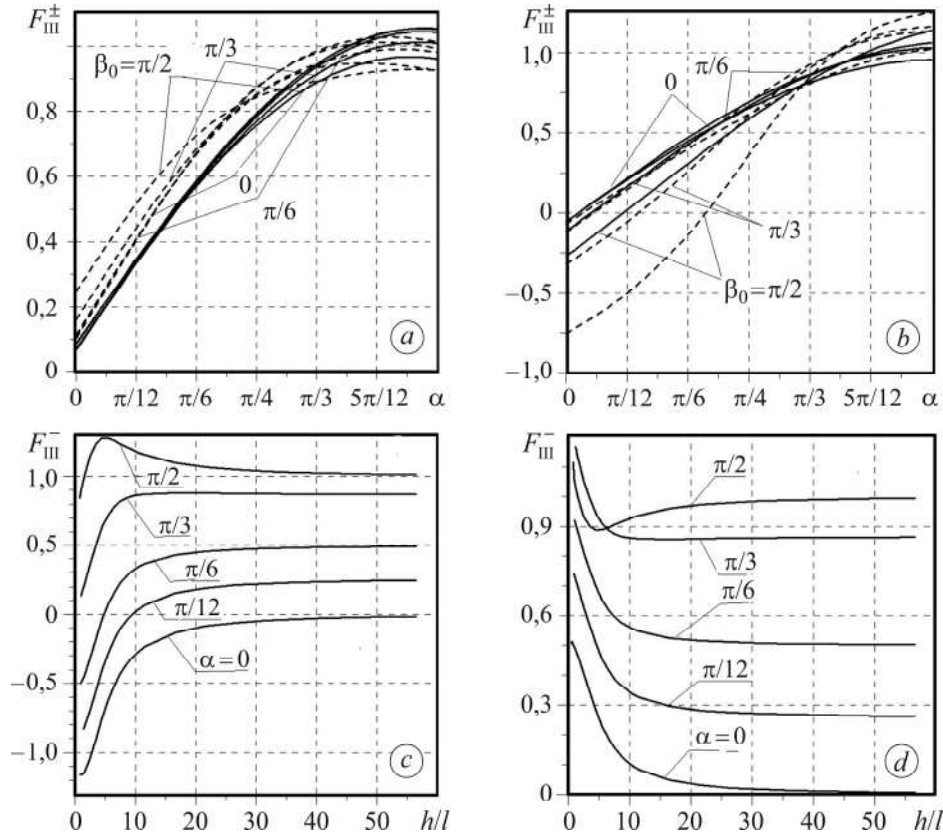 F_III^±
0,8
0,6
0,4
0,2
0
β₀=π/2
π/3
0
π/6
a
0 π/12 π/6 π/4 π/3 5π/12 α
F_III^±
1,0
0,5
0
−0,5
−1,0
π/6
0
π/3
β₀=π/2
b
0 π/12 π/6 π/4 π/3 5π/12 α
F_III^−
1,0
0,5
0
−0,5
−1,0
π/2
π/3
π/6
π/12
α=0
c
0 10 20 30 40 50 h/l
F_III^−
0,9
0,6
0,3
0
π/2
π/3
π/6
π/12
α=0
d
0 10 20 30 40 50 h/l